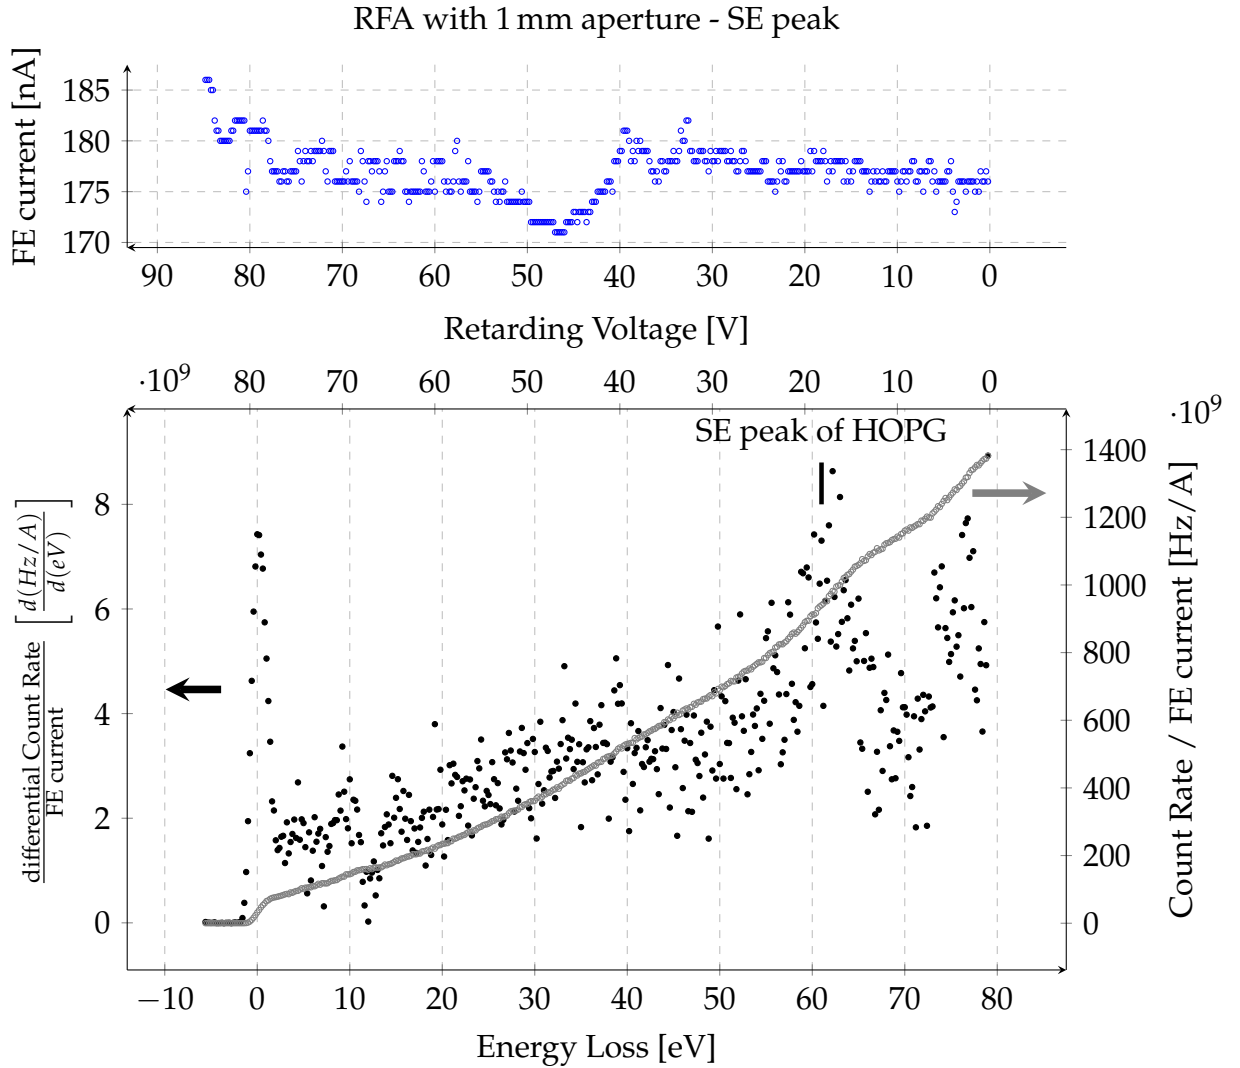 RFA with 1 mm aperture - SE peak
FE current [nA]
185
180
175
170
90 80 70 60 50 40 30 20 10 0
Retarding Voltage [V]
·10⁹ 80 70 60 50 40 30 20 10 0
·10⁹
SE peak of HOPG
differential Count Rate / FE current [d(Hz/A) / d(eV)]
8
6
4
2
0
1400
1200
1000
800
600
400
200
0
Count Rate / FE current [Hz/A]
−10 0 10 20 30 40 50 60 70 80
Energy Loss [eV]